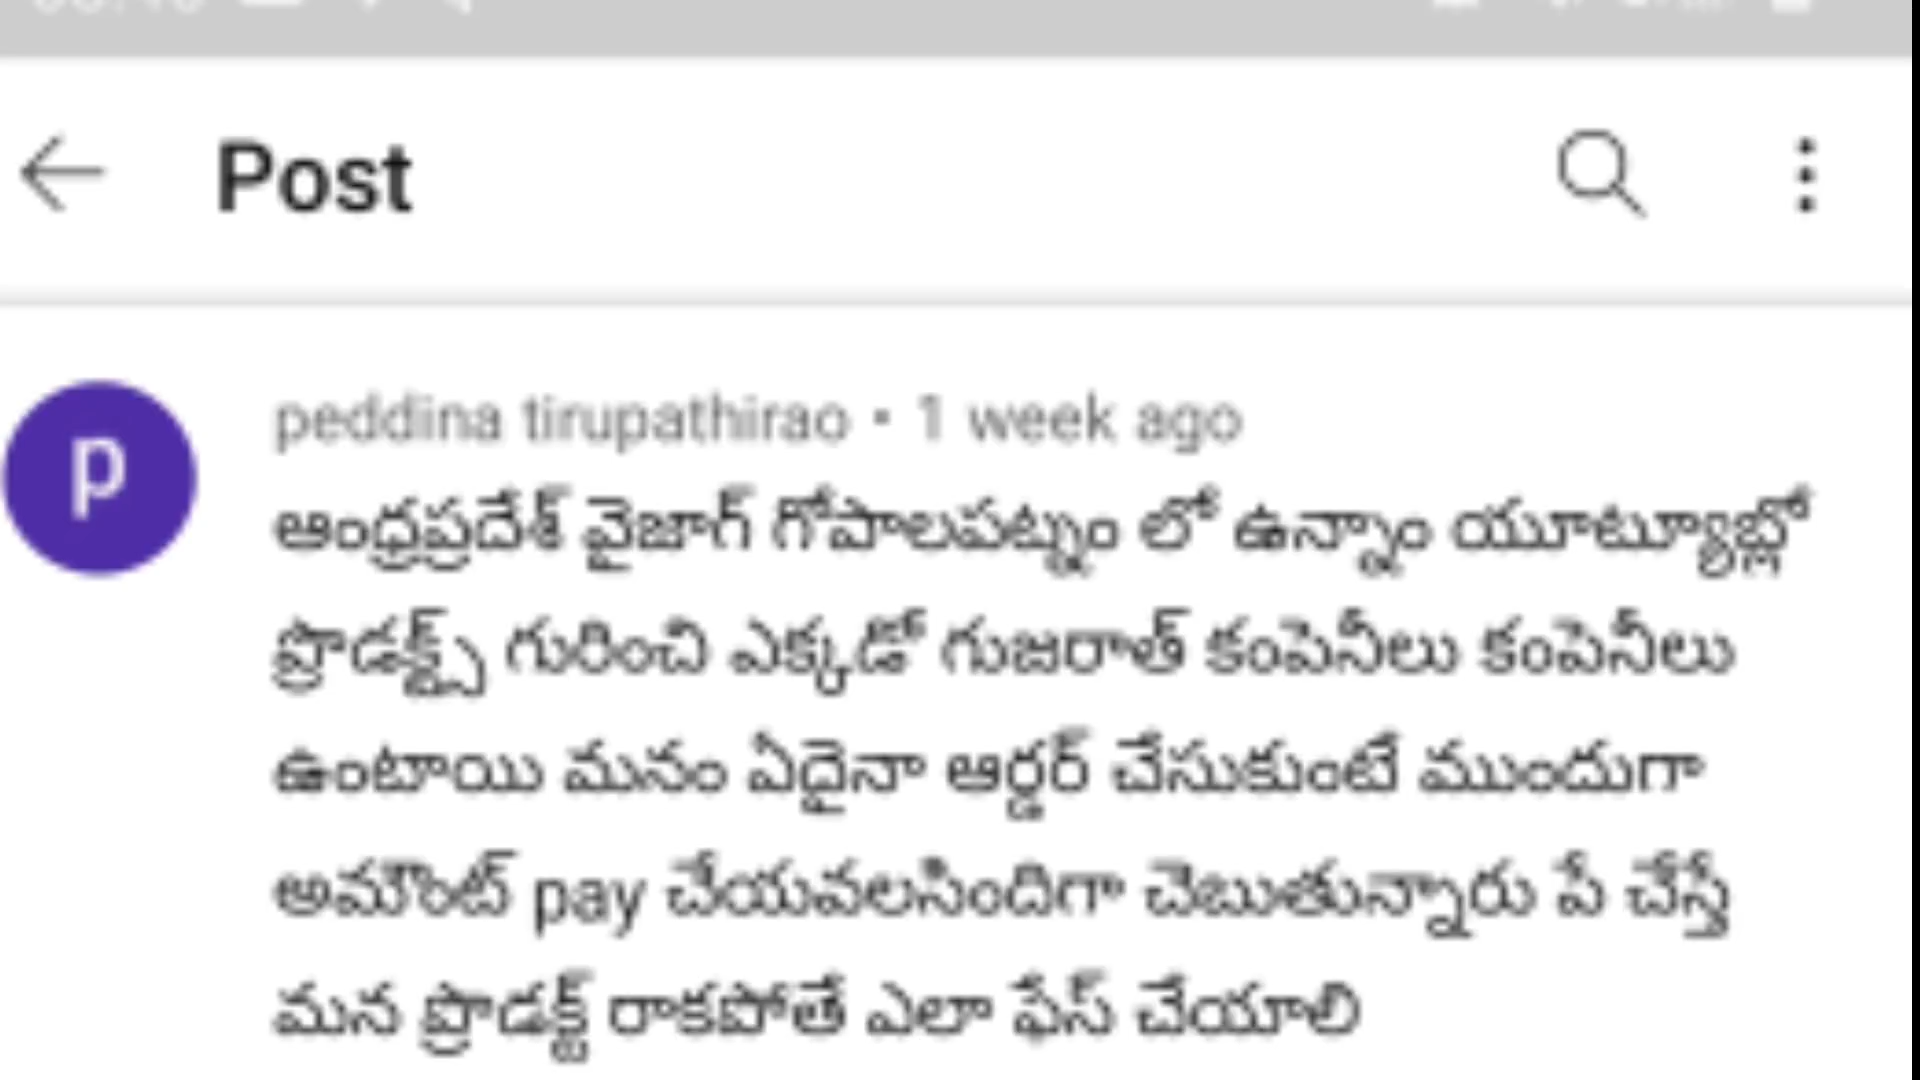 Post
peddina tirupathirao • 1 week ago
ఆంధ్రప్రదేశ్ వైజాగ్ గోపాలపట్నం లో ఉన్నాం యూట్యూబ్లో
ప్రొడక్ట్స్ గురించి ఎక్కడో గుజరాత్ కంపెనీలు కంపెనీలు
ఉంటాయి మనం ఏదైనా ఆర్డర్ చేసుకుంటే ముందుగా
అమౌంట్ pay చేయవలసిందిగా చెబుతున్నారు పే చేస్తే
మన ప్రొడక్ట్ రాకపోతే ఎలా ఫేస్ చేయాలి